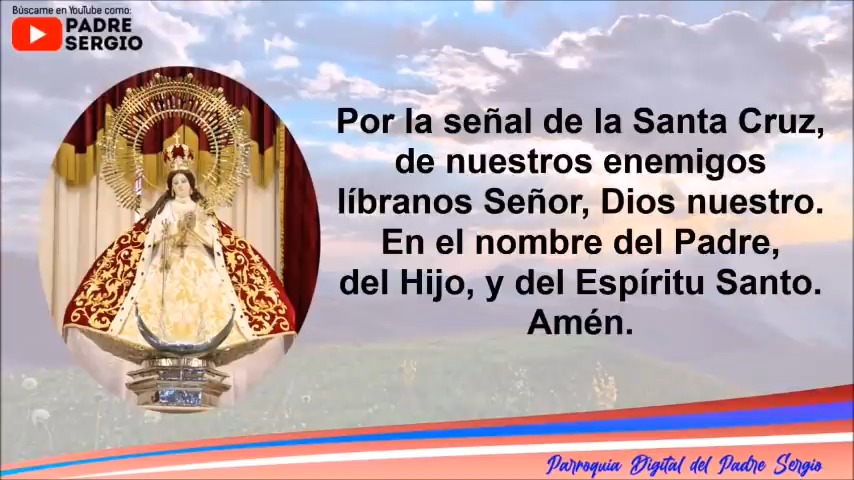 Búscame en YouTube como:
PADRE
SERGIO
Por la señal de la Santa Cruz,
de nuestros enemigos
líbranos Señor, Dios nuestro.
En el nombre del Padre,
del Hijo, y del Espíritu Santo.
Amén.
Parroquia Digital del Padre Sergio